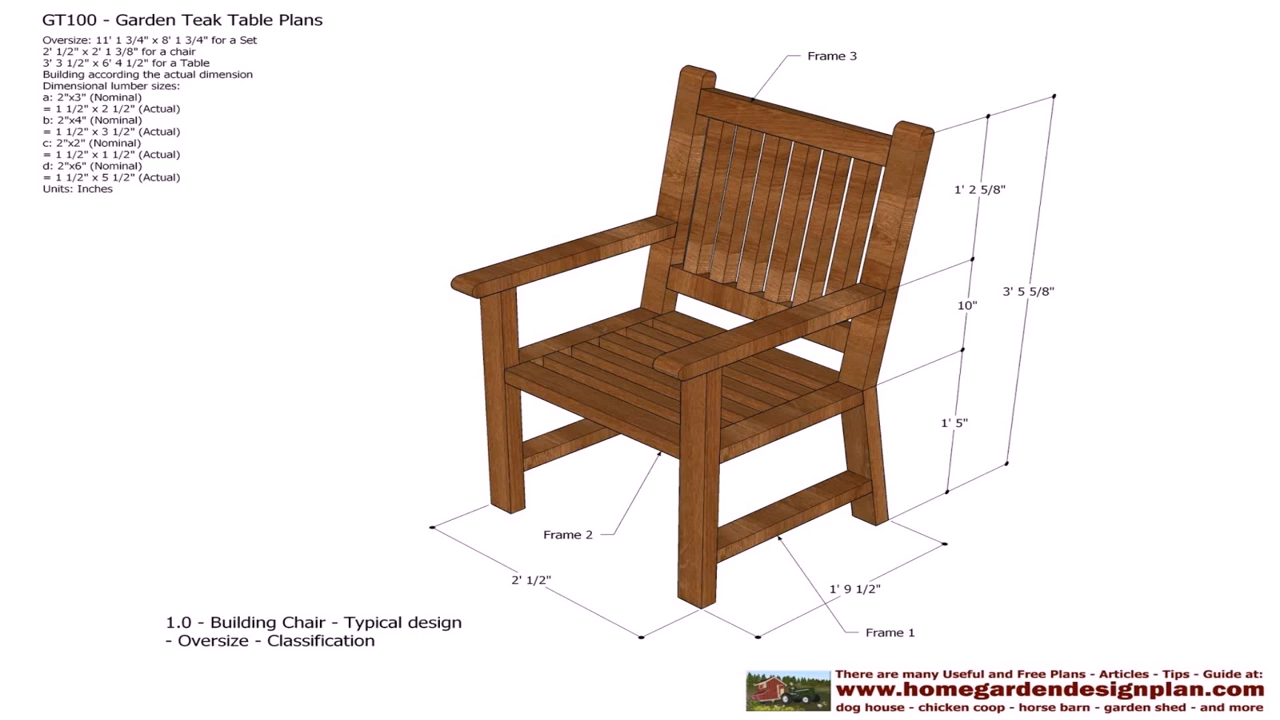 GT100 - Garden Teak Table Plans
Oversize: 11' 1 3/4" x 8' 1 3/4" for a Set
2' 1/2" x 2' 1 3/8" for a chair
3' 3 1/2" x 6' 4 1/2" for a Table
Building according the actual dimension
Dimensional lumber sizes:
a: 2"x3" (Nominal)
= 1 1/2" x 2 1/2" (Actual)
b: 2"x4" (Nominal)
= 1 1/2" x 3 1/2" (Actual)
c: 2"x2" (Nominal)
= 1 1/2" x 1 1/2" (Actual)
d: 2"x6" (Nominal)
= 1 1/2" x 5 1/2" (Actual)
Units: Inches
Frame 3
1' 2 5/8"
3' 5 5/8"
10"
1' 5"
Frame 2
2' 1/2"
1' 9 1/2"
Frame 1
1.0 - Building Chair - Typical design
- Oversize - Classification
There are many Useful and Free Plans - Articles - Tips - Guide at:
www.homegardendesignplan.com
dog house - chicken coop - horse barn - garden shed - and more